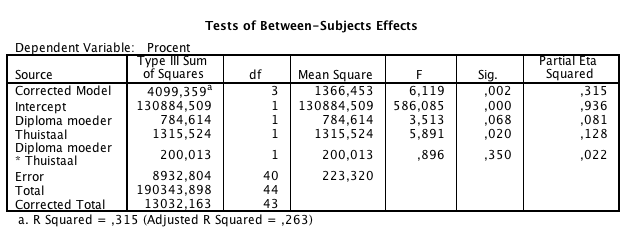 Tests of Between-Subjects Effects
Dependent Variable: Procent
Source Type III Sum of Squares df Mean Square F Sig. Partial Eta Squared
Corrected Model 4099,359a 3 1366,453 6,119 ,002 ,315
Intercept 130884,509 1 130884,509 586,085 ,000 ,936
Diploma moeder 784,614 1 784,614 3,513 ,068 ,081
Thuistaal 1315,524 1 1315,524 5,891 ,020 ,128
Diploma moeder * Thuistaal 200,013 1 200,013 ,896 ,350 ,022
Error 8932,804 40 223,320
Total 190343,898 44
Corrected Total 13032,163 43
a. R Squared = ,315 (Adjusted R Squared = ,263)